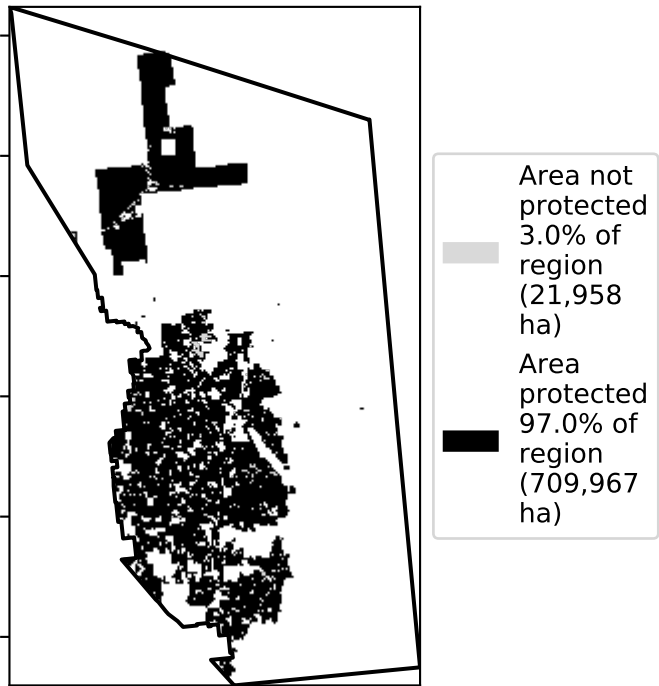 Area not
protected
3.0% of
region
(21,958
ha)
Area
protected
97.0% of
region
(709,967
ha)